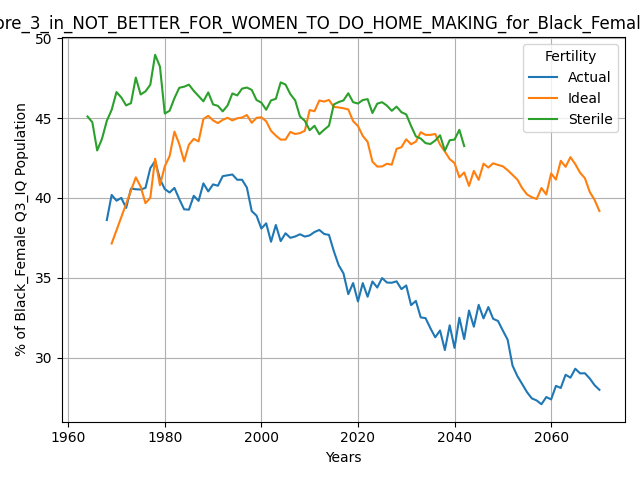 ore_3_in_NOT_BETTER_FOR_WOMEN_TO_DO_HOME_MAKING_for_Black_Femal
% of Black_Female Q3_IQ Population
50
45
40
35
30
Fertility
Actual
Ideal
Sterile
1960
1980
2000
2020
2040
2060
Years